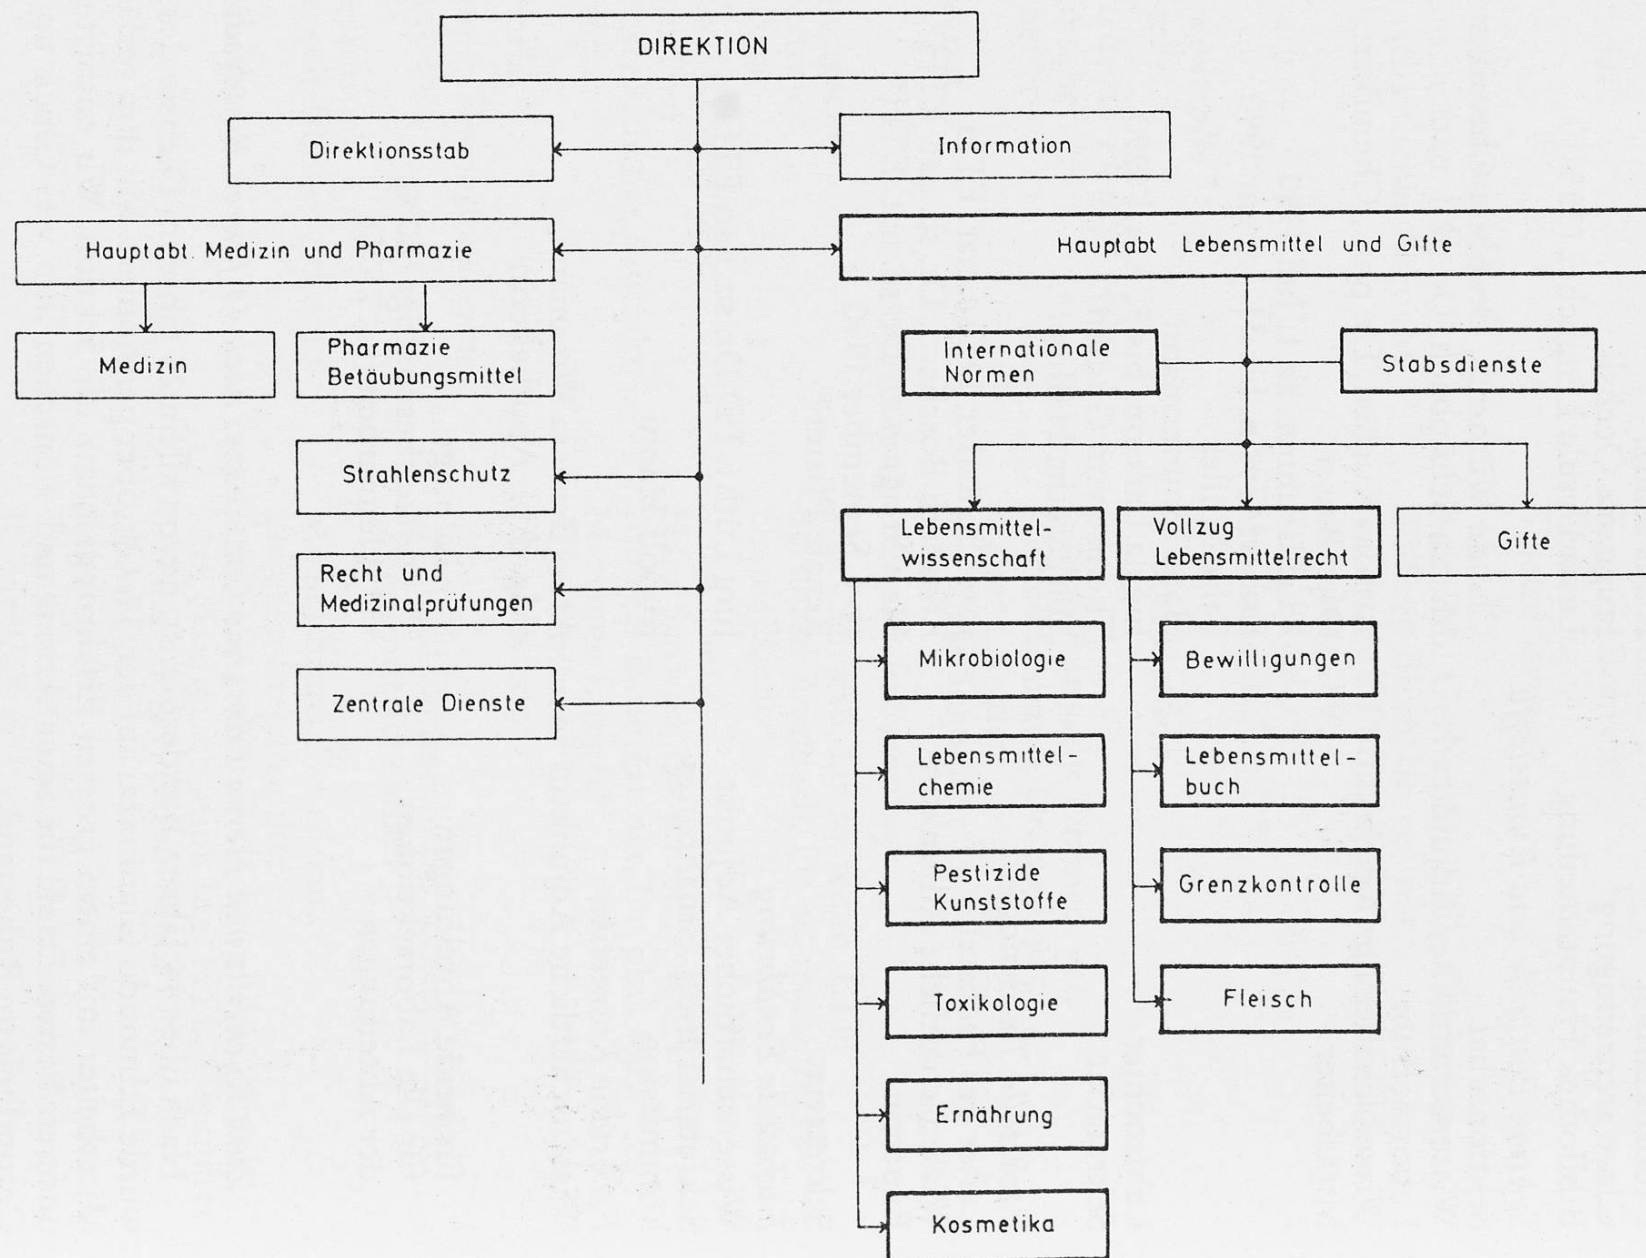 DIREKTION
Direktionsstab
Information
Hauptabt. Medizin und Pharmazie
Hauptabt Lebensmittel und Gifte
Medizin
Pharmazie
Betäubungsmittel
Internationale
Normen
Stabsdienste
Strahlenschutz
Lebensmittel-
wissenschaft
Vollzug
Lebensmittelrecht
Gifte
Recht und
Medizinalprüfungen
Mikrobiologie
Bewilligungen
Zentrale Dienste
Lebensmittel-
chemie
Lebensmittel-
buch
Pestizide
Kunststoffe
Grenzkontrolle
Toxikologie
Fleisch
Ernährung
Kosmetika